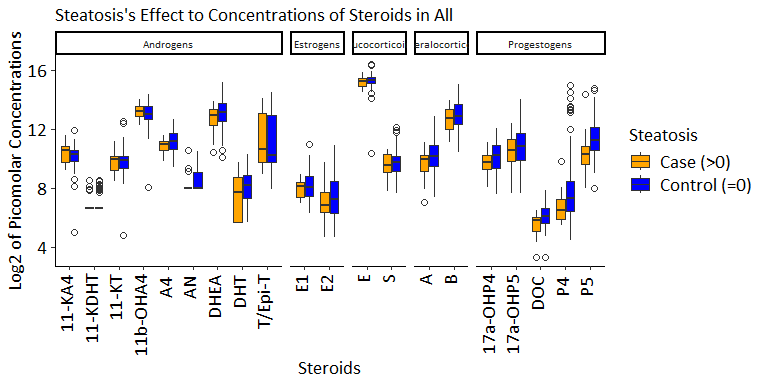 Steatosis's Effect to Concentrations of Steroids in All
Androgens
Estrogens
ucocorticoi
eralocortic
Progestogens
Log2 of Picomolar Concentrations
16
12
8
4
11-KA4
11-KDHT
11-KT
11b-OHA4
A4
AN
DHEA
DHT
T/Epi-T
E1
E2
E
S
A
B
17a-OHP4
17a-OHP5
DOC
P4
P5
Steroids
Steatosis
Case (>0)
Control (=0)